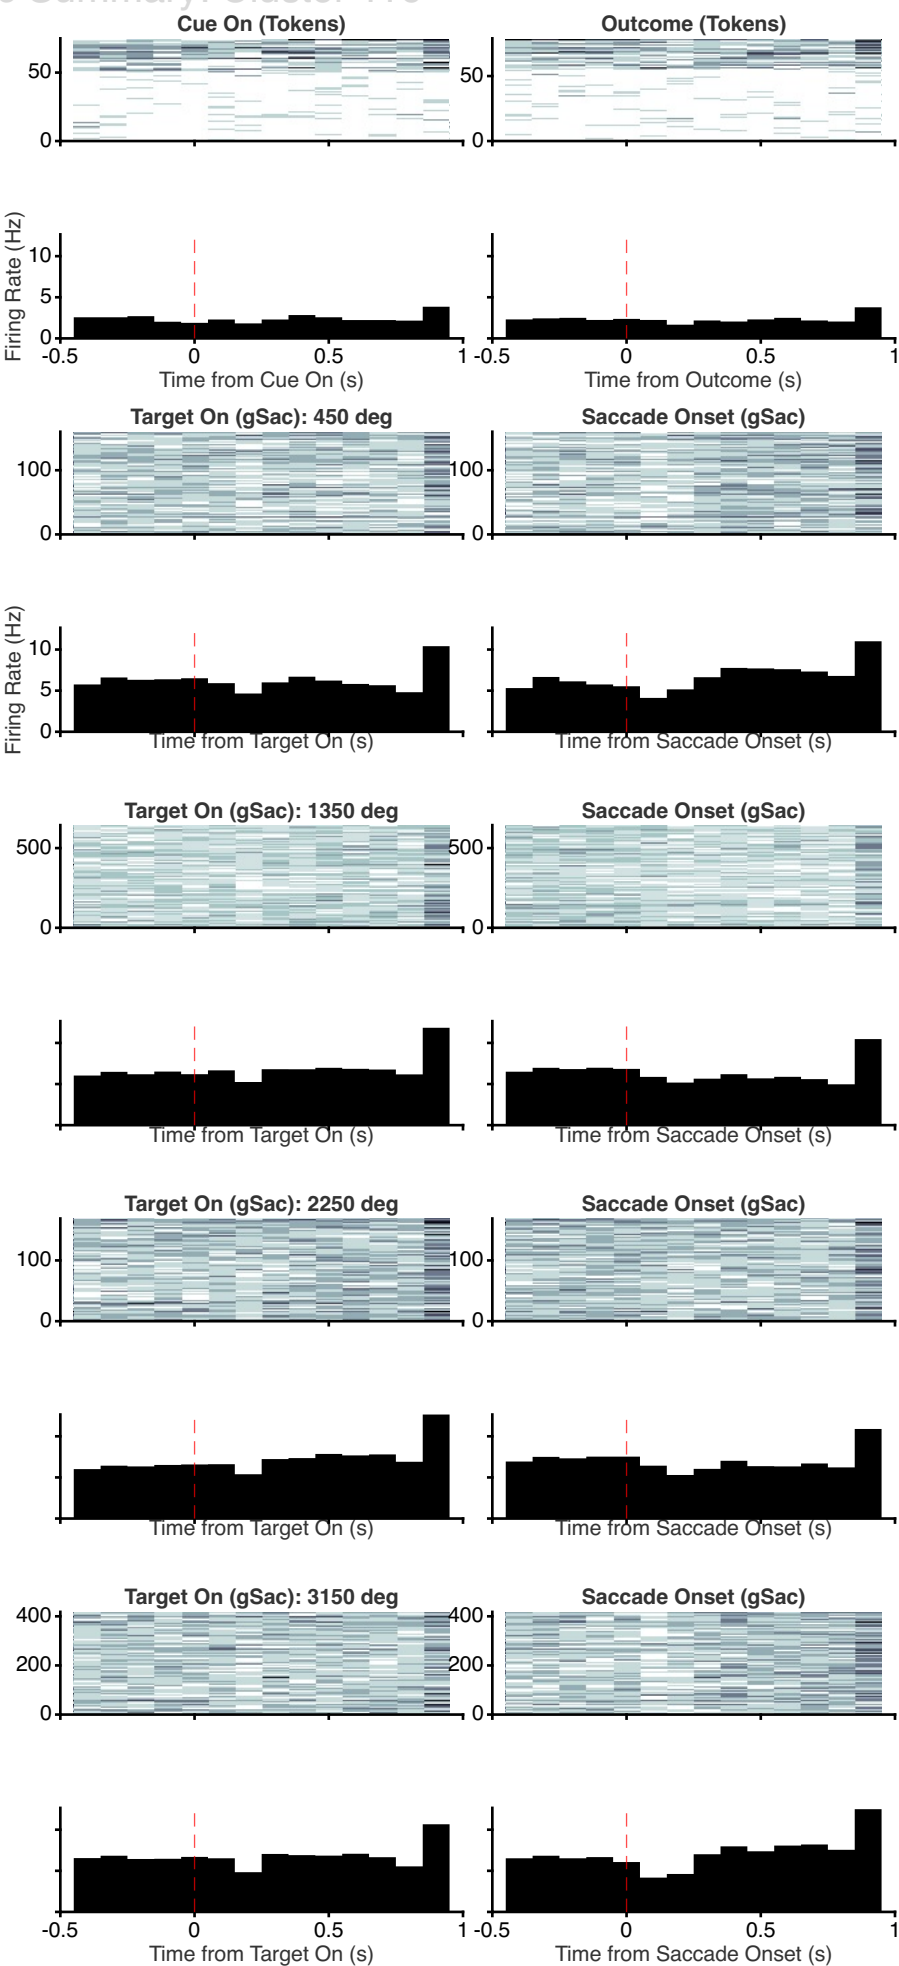 Summary: Cluster
Cue On (Tokens) Outcome (Tokens)
50 50
0 0
Firing Rate (Hz)
10
5
0
-0.5 0 0.5 1 -0.5 0 0.5 1
Time from Cue On (s) Time from Outcome (s)
Target On (gSac): 450 deg Saccade Onset (gSac)
100 100
0 0
Firing Rate (Hz)
10
5
0
Time from Target On (s) Time from Saccade Onset (s)
Target On (gSac): 1350 deg Saccade Onset (gSac)
500 500
0 0
Time from Target On (s) Time from Saccade Onset (s)
Target On (gSac): 2250 deg Saccade Onset (gSac)
100 100
0 0
Time from Target On (s) Time from Saccade Onset (s)
Target On (gSac): 3150 deg Saccade Onset (gSac)
400 400
200 200
0 0
-0.5 0 0.5 1 -0.5 0 0.5 1
Time from Target On (s) Time from Saccade Onset (s)